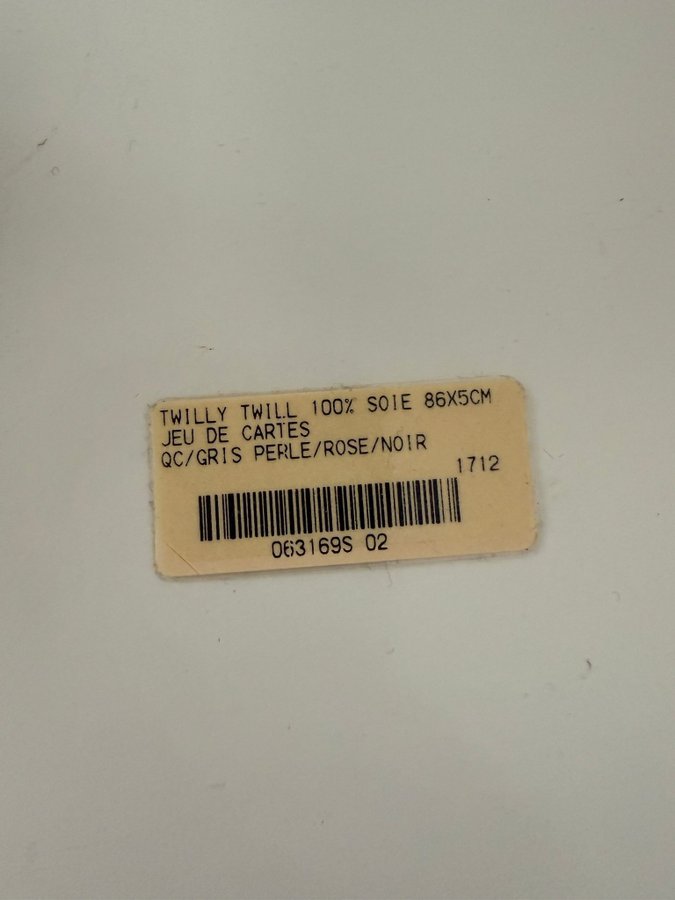 TWILLY TWILL 100% SOIE 86X5CM
JEU DE CARTES
QC/GRIS PERLE/ROSE/NOIR
1712
063169S 02